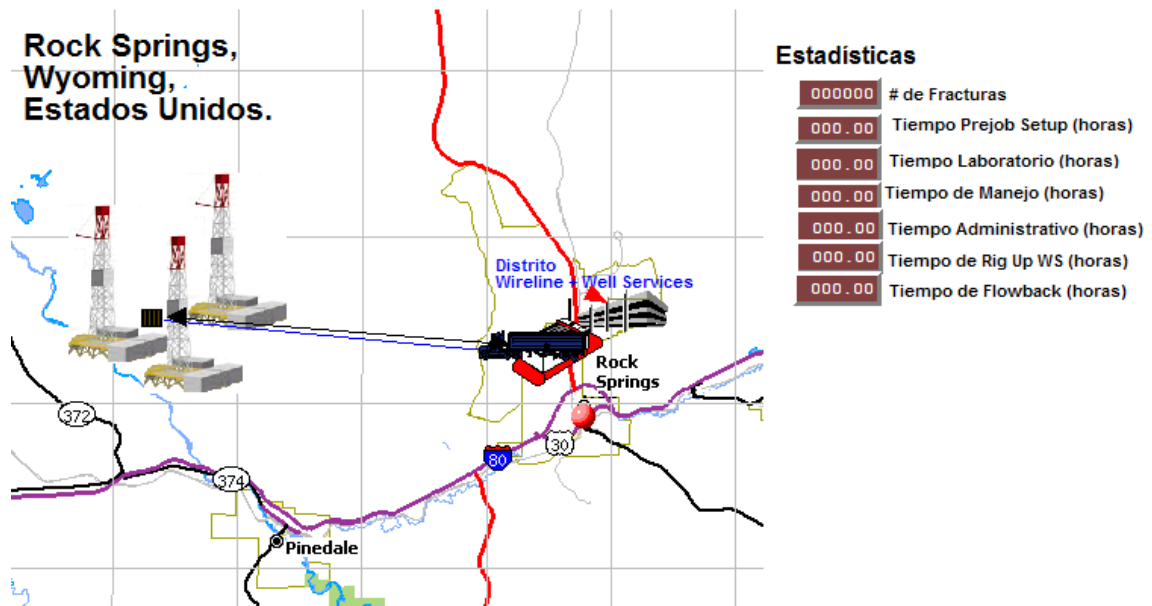 Rock Springs,
Wyoming,
Estados Unidos.
Estadísticas
000000 # de Fracturas
000.00 Tiempo Prejob Setup (horas)
000.00 Tiempo Laboratorio (horas)
000.00 Tiempo de Manejo (horas)
000.00 Tiempo Administrativo (horas)
000.00 Tiempo de Rig Up WS (horas)
000.00 Tiempo de Flowback (horas)
Distrito
Wireline + Well Services
Rock
Springs
372
30
80
374
Pinedale